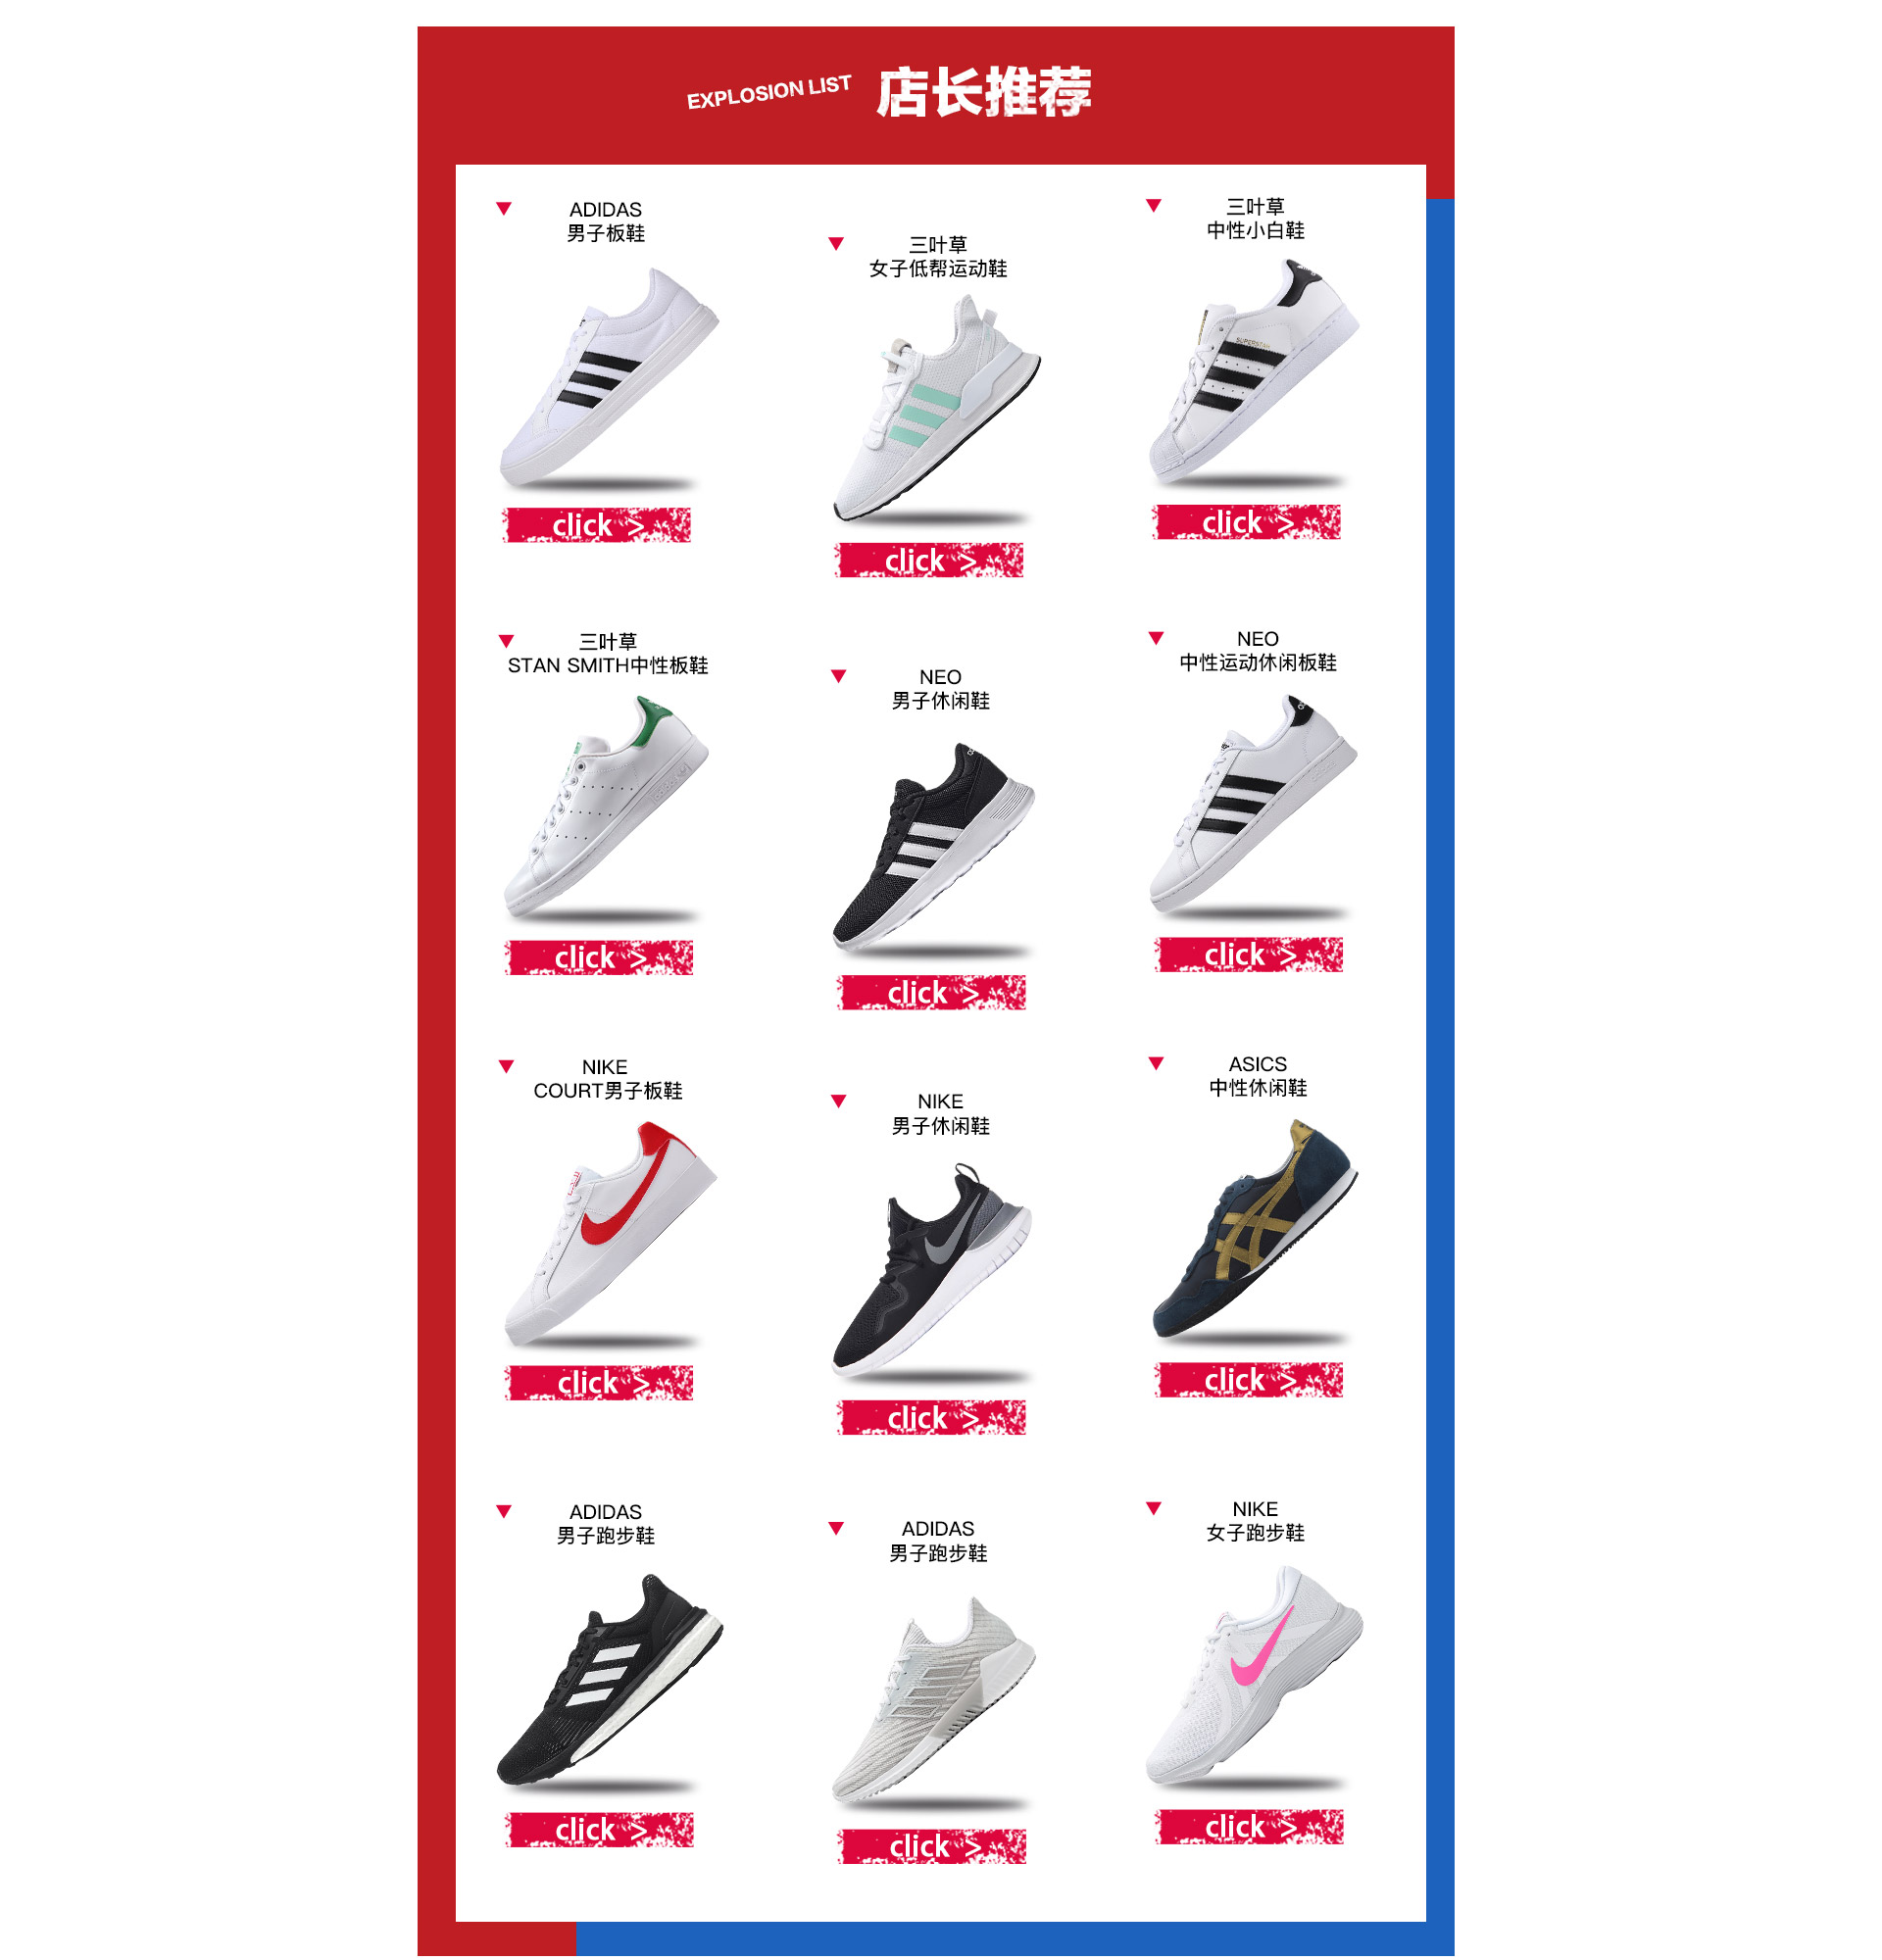 EXPLOSION LIST 店长推荐
ADIDAS
男子板鞋
click >
三叶草
女子低帮运动鞋
click >
三叶草
中性小白鞋
SUPERSTAR
click >
三叶草
STAN SMITH中性板鞋
click >
NEO
男子休闲鞋
click >
NEO
中性运动休闲板鞋
click >
NIKE
COURT男子板鞋
click >
NIKE
男子休闲鞋
click >
ASICS
中性休闲鞋
click >
ADIDAS
男子跑步鞋
click >
ADIDAS
男子跑步鞋
click >
NIKE
女子跑步鞋
click >